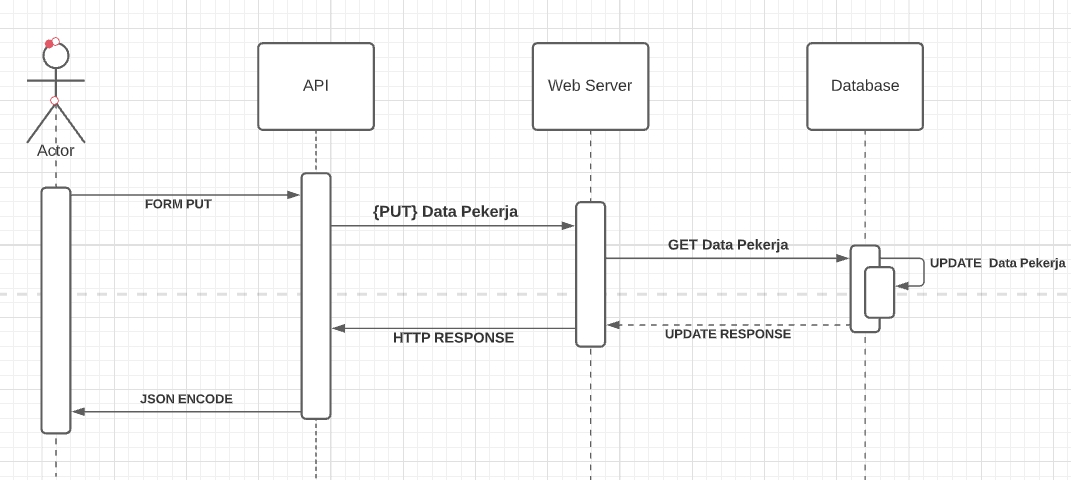 API
Web Server
Database
Actor
FORM PUT
{PUT} Data Pekerja
GET Data Pekerja
UPDATE  Data Pekerja
HTTP RESPONSE
UPDATE RESPONSE
JSON ENCODE